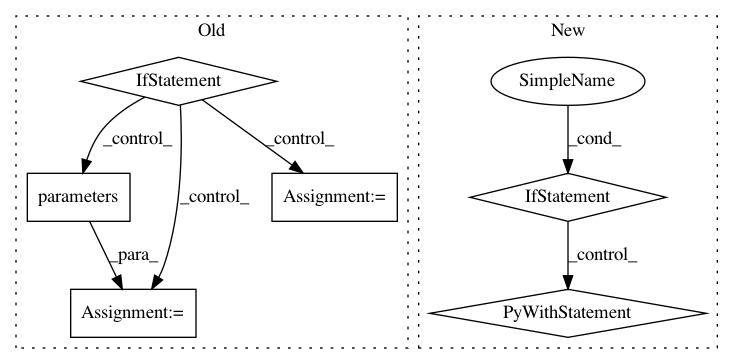 Old
New
IfStatement
SimpleName
_control_
_control_
_control_
_cond_
parameters
Assignment:=
IfStatement
_para_
_control_
Assignment:=
PyWithStatement